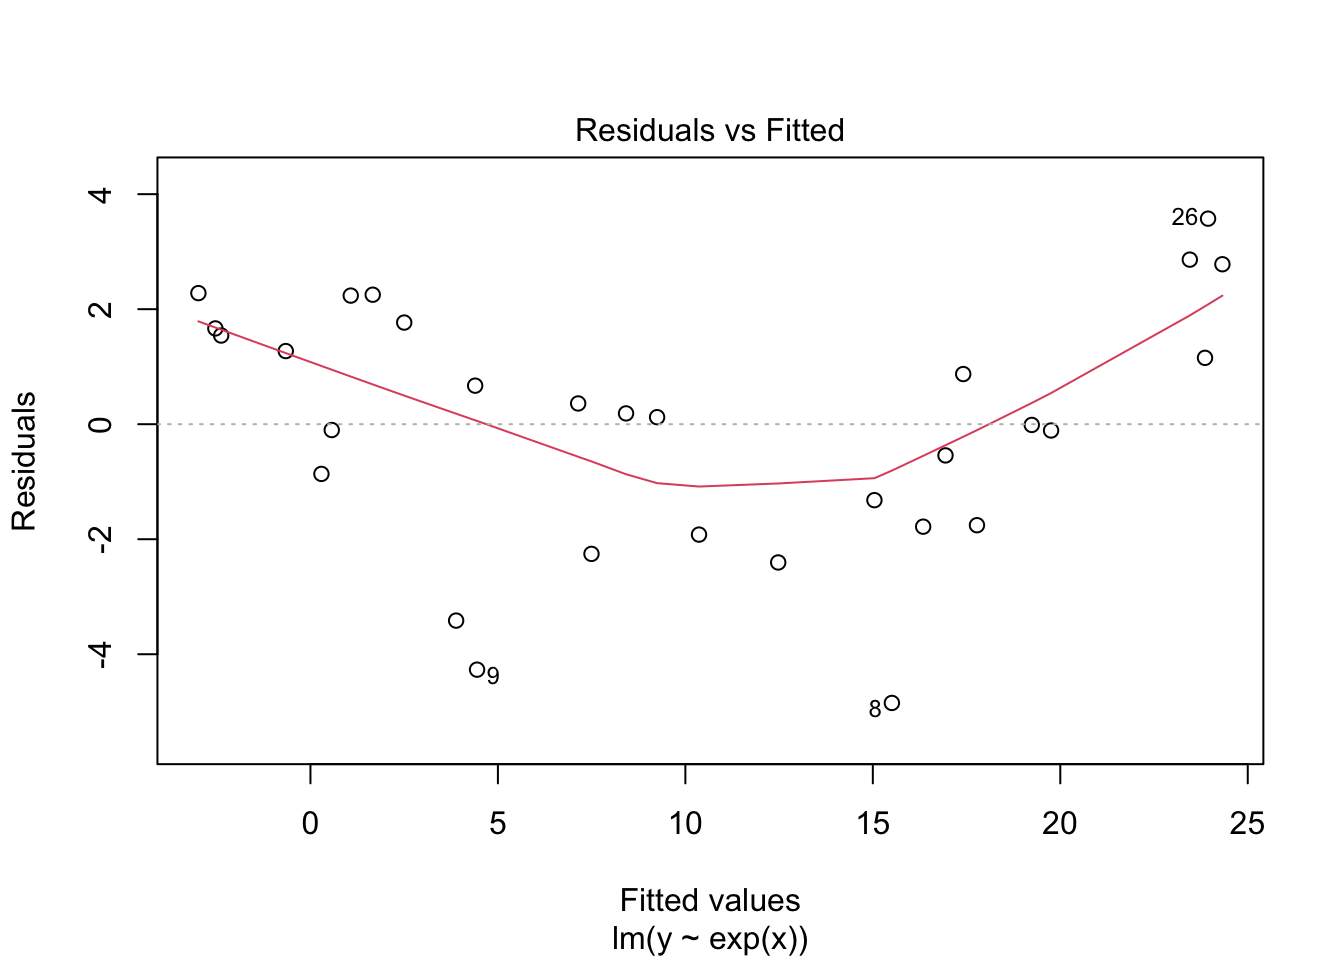 Residuals vs Fitted
Residuals
4
2
0
-2
-4
26
9
8
0 5 10 15 20 25
Fitted values
lm(y ~ exp(x))